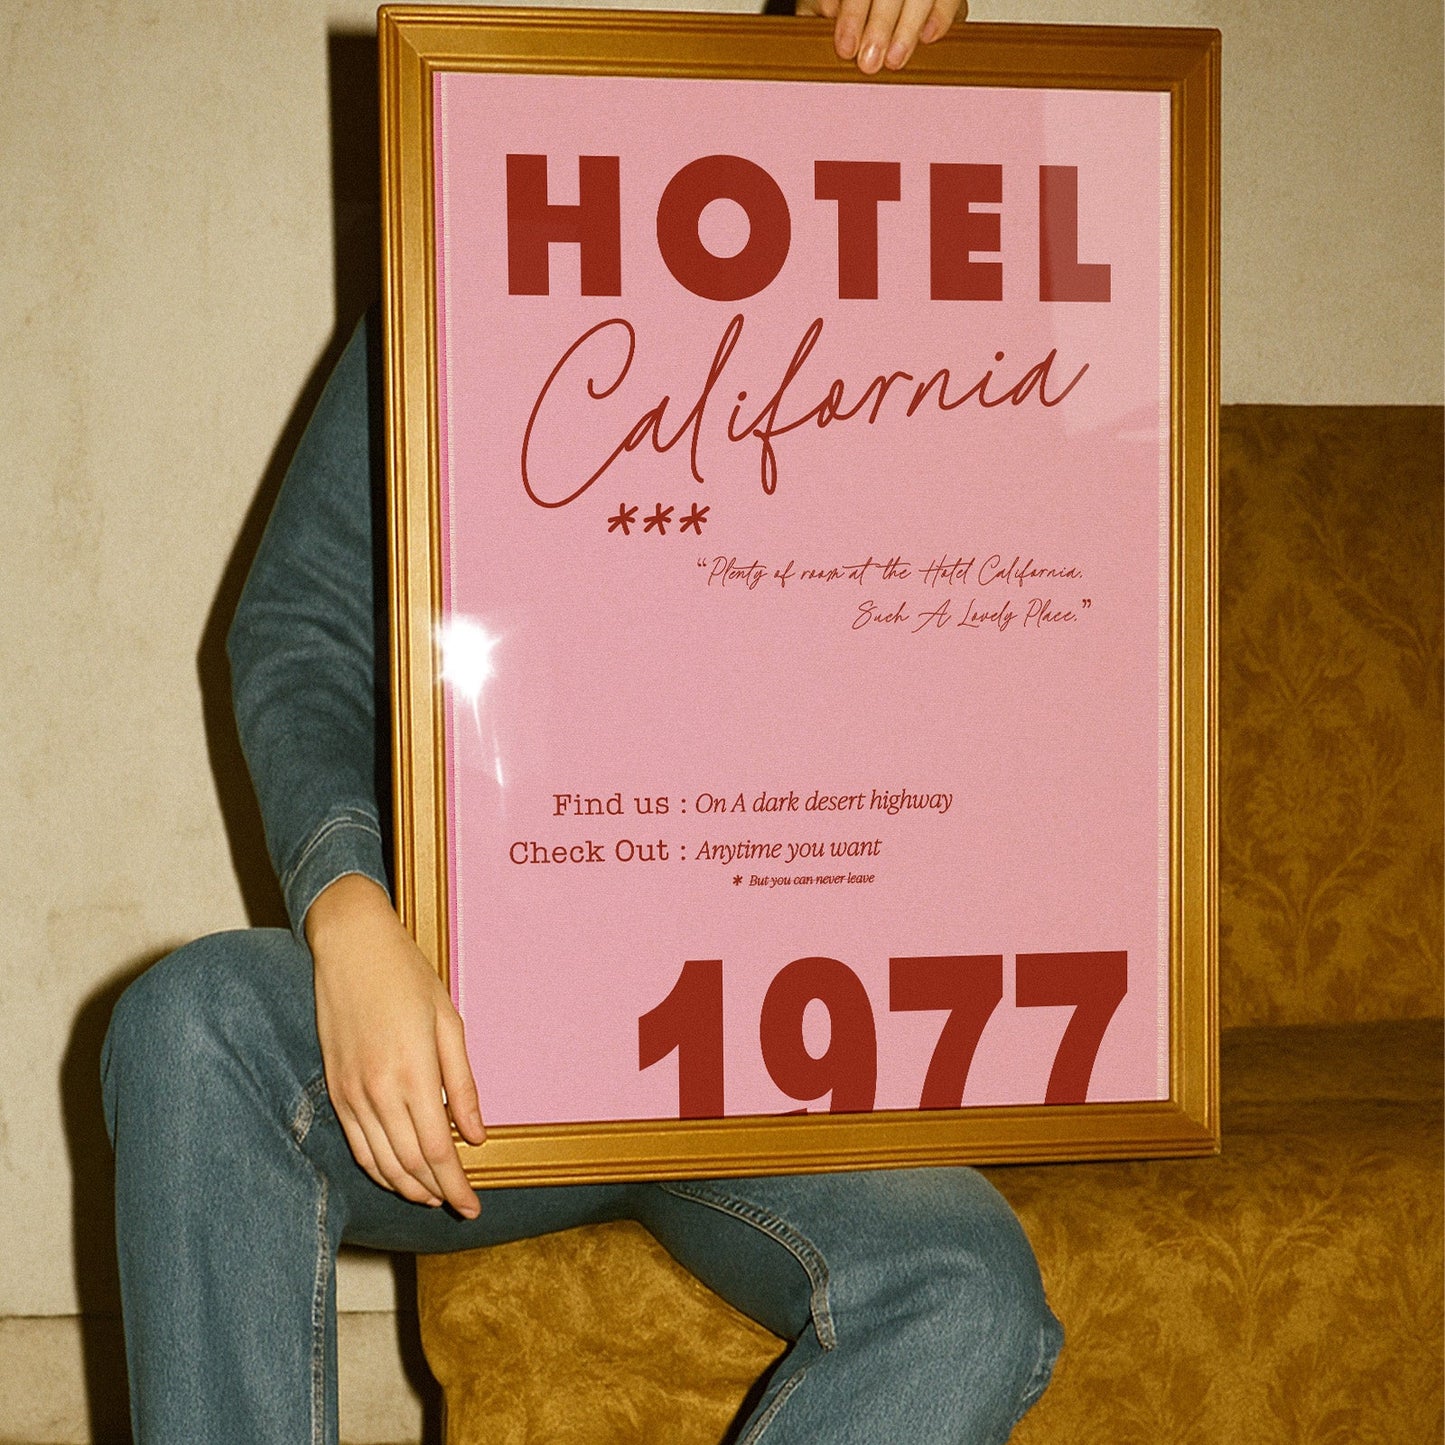 HOTEL
California
***
“Plenty of room at the Hotel California.
Such A Lovely Place.”
Find us : On A dark desert highway
Check Out : Anytime you want
* But you can never leave
1977